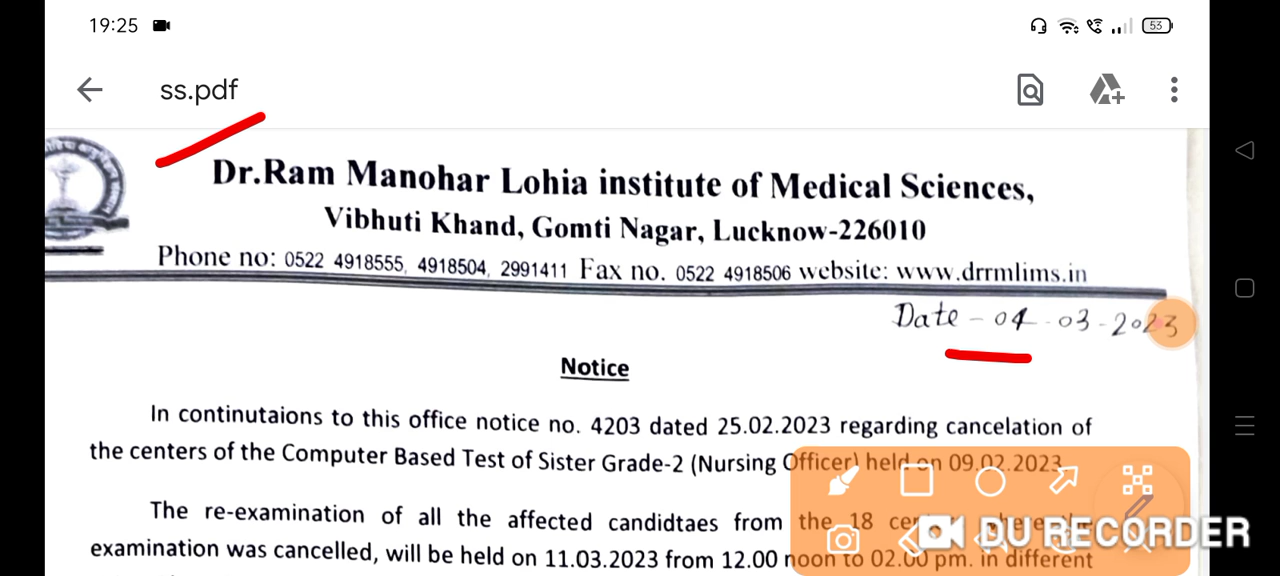 19:25
53
ss.pdf
Dr.Ram Manohar Lohia institute of Medical Sciences,
Vibhuti Khand, Gomti Nagar, Lucknow-226010
Phone no: 0522 4918555, 4918504, 2991411 Fax no. 0522 4918506 website: www.drrmlims.in
Date - 04-03-2023
Notice
In continutaions to this office notice no. 4203 dated 25.02.2023 regarding cancelation of
the centers of the Computer Based Test of Sister Grade-2 (Nursing Officer) held on 09.02.2023.
The re-examination of all the affected candidtaes from the 18
examination was cancelled, will be held on 11.03.2023 from 12.00 noon to 02.00 pm. in different
DU RECORDER